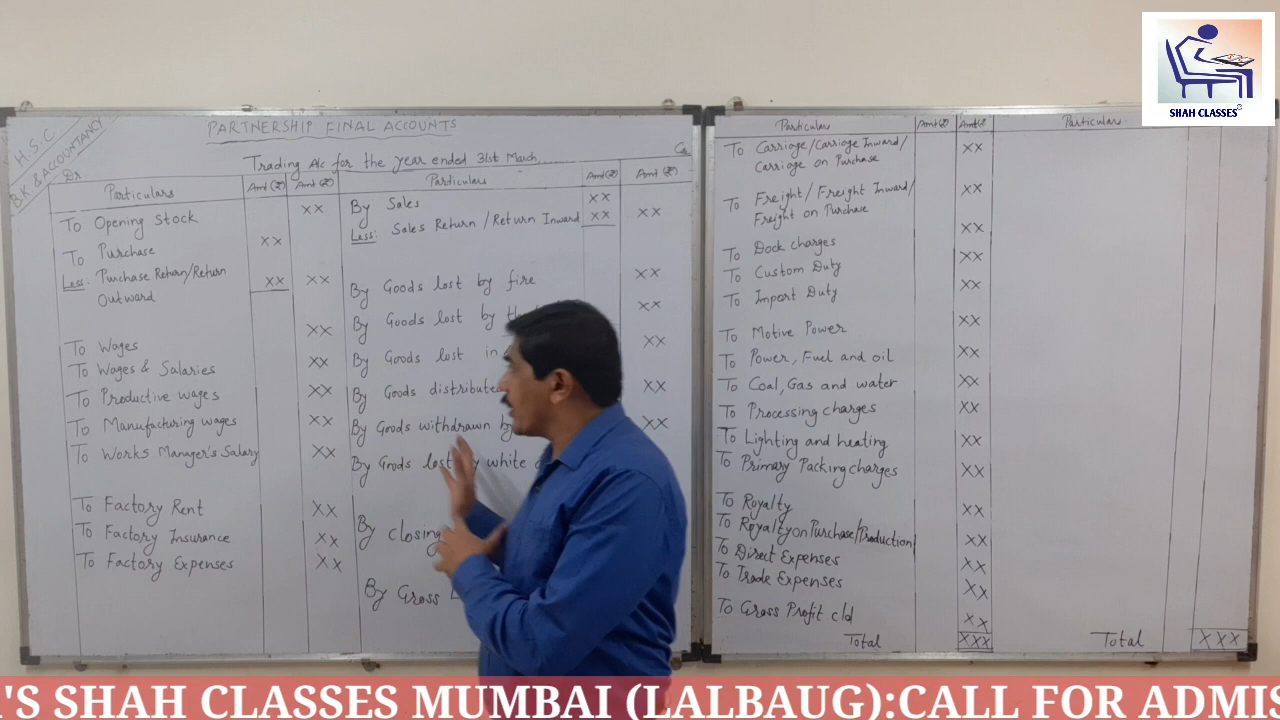 SHAH CLASSES
H.S.C
B.K &ACCOUNTANCY
PARTNERSHIP FINAL ACCOUNTS
Trading A/c for the year ended 31st March
Dr.
Particulars Amt (₹) Amt (₹) Particulars Amt (₹) Amt (₹)
To Opening Stock XX
To Purchase XX
Less: Purchase Return/Return XX XX
Outward
To Wages XX
To Wages & Salaries XX
To Productive wages XX
To Manufacturing wages XX
To Works Manager's Salary XX
To Factory Rent XX
To Factory Insurance XX
To Factory Expenses XX
By Sales XX
Less: Sales Return/Return Inward XX XX
By Goods lost by fire XX
By Goods lost by XX
By Goods lost in XX
By Goods distributed XX
By Goods withdrawn by XX
By Goods lost by white
By closing
By Gross
Particulars Amt(₹) Amt(₹) Particulars
To Carriage/Carriage Inward/ XX
Carriage on Purchase
To Freight/Freight Inward/ XX
Freight on Purchase
To Dock charges XX
To Custom Duty XX
To Import Duty XX
To Motive Power XX
To Power, Fuel and oil XX
To Coal, Gas and water XX
To Processing charges XX
To Lighting and heating XX
To Primary Packing charges XX
To Royalty XX
To Royalty on Purchase/Production XX
To Direct Expenses XX
To Trade Expenses XX
To Gross Profit c/d XX
Total XXX Total XXX
'S SHAH CLASSES MUMBAI (LALBAUG):CALL FOR ADMIS